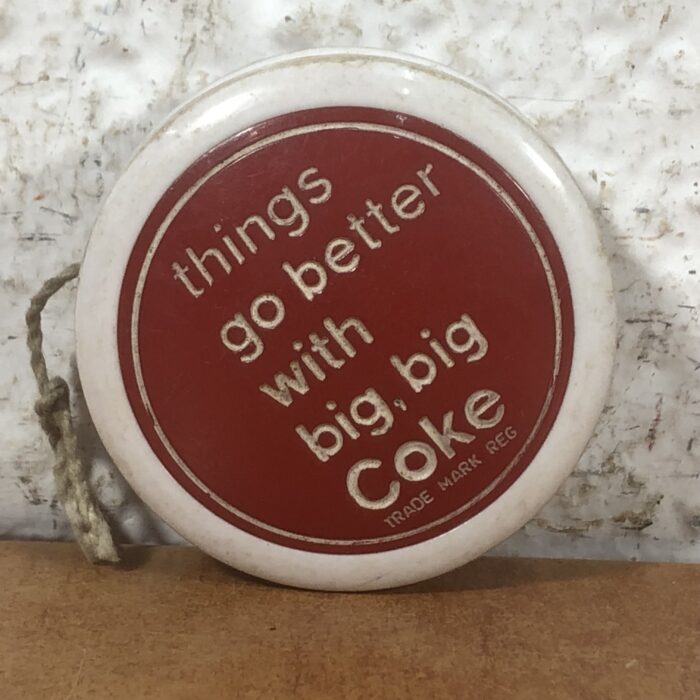 things
go better
with
big, big
Coke
TRADE MARK REG